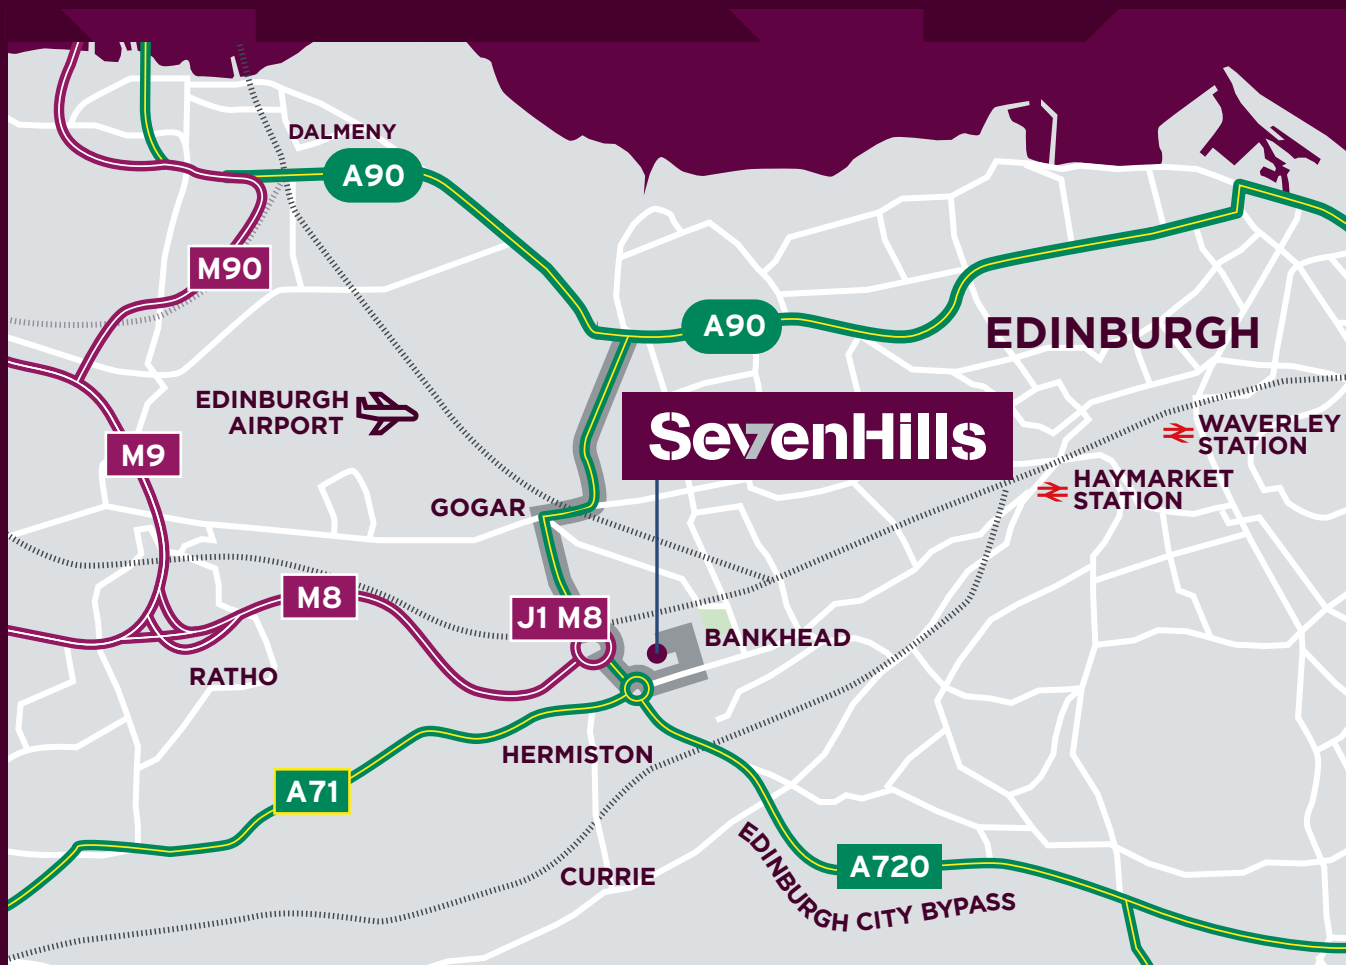 DALMENY
A90
M90
A90
EDINBURGH
EDINBURGH
AIRPORT
SevenHills
WAVERLEY
STATION
M9
HAYMARKET
STATION
GOGAR
M8
J1 M8
BANKHEAD
RATHO
HERMISTON
A71
EDINBURGH CITY BYPASS
A720
CURRIE